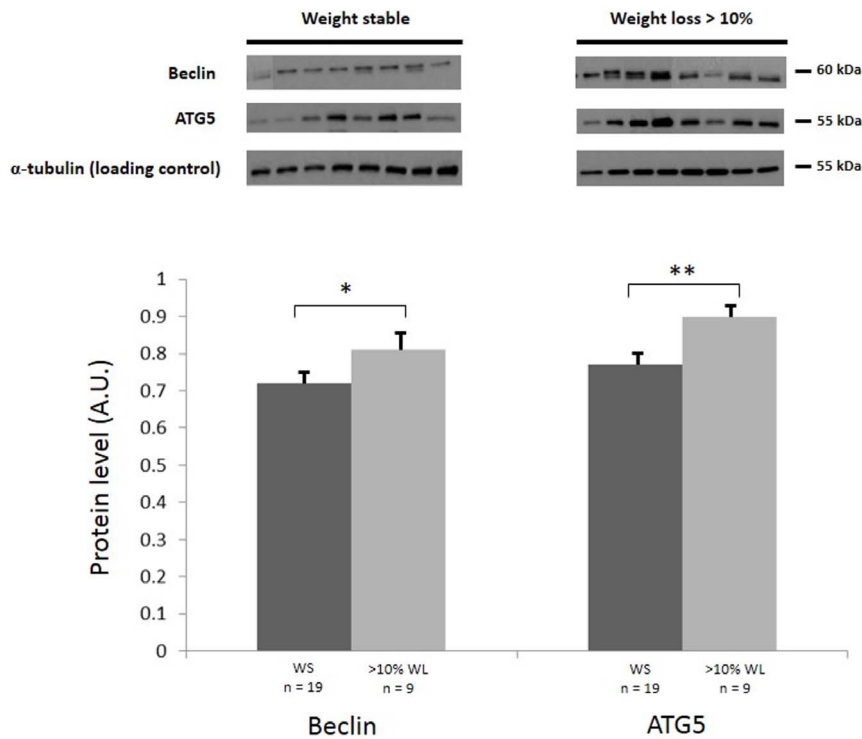 Weight stable
Weight loss > 10%
Beclin
60 kDa
ATG5
55 kDa
α-tubulin (loading control)
55 kDa
Protein level (A.U.)
1
0.9
0.8
0.7
0.6
0.5
0.4
0.3
0.2
0.1
0
*
**
WS
n = 19
>10% WL
n = 9
WS
n = 19
>10% WL
n = 9
Beclin
ATG5